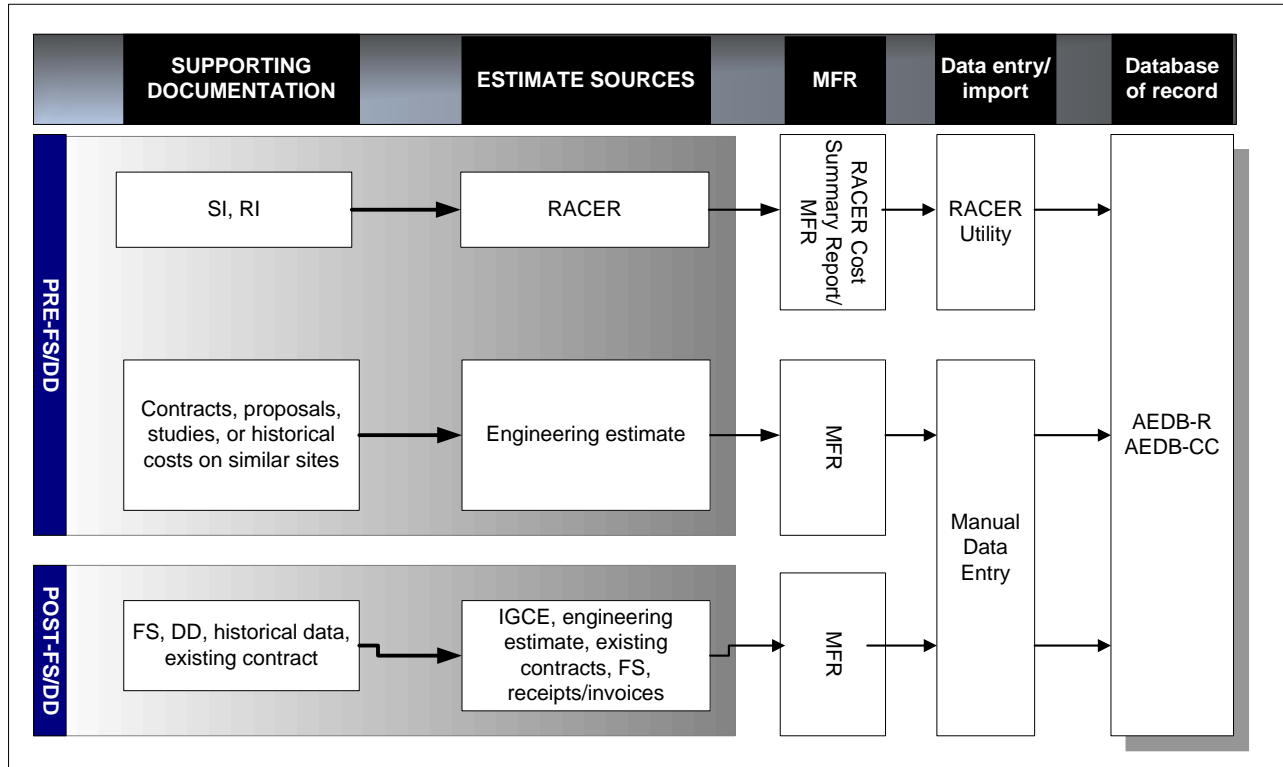 SUPPORTING
DOCUMENTATION
ESTIMATE SOURCES
MFR
Data entry/
import
Database
of record
PRE-FS/DD
SI, RI
RACER
RACER Cost
Summary Report/
MFR
RACER
Utility
Contracts, proposals,
studies, or historical
costs on similar sites
Engineering estimate
MFR
Manual
Data
Entry
AEDB-R
AEDB-CC
POST-FS/DD
FS, DD, historical data,
existing contract
IGCE, engineering
estimate, existing
contracts, FS,
receipts/invoices
MFR